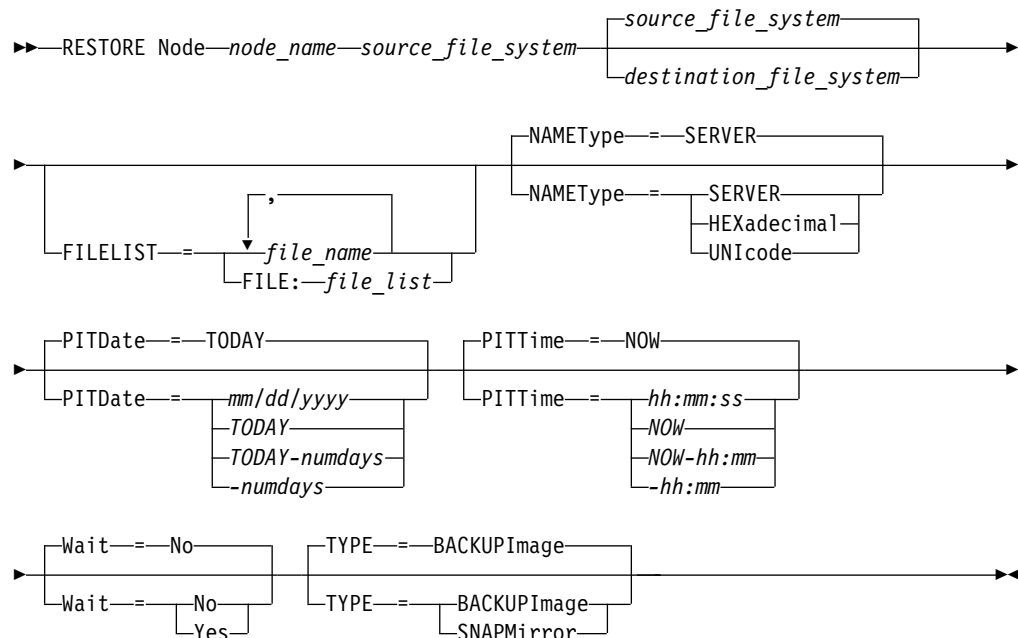 source_file_system
RESTORE Node node_name source_file_system
destination_file_system
NAMEType = SERVER
,
NAMEType = SERVER
HEXadecimal
UNIcode
FILELIST = file_name
FILE: file_list
PITDate = TODAY PITTime = NOW
PITDate = mm/dd/yyyy PITTime = hh:mm:ss
TODAY NOW
TODAY-numdays NOW-hh:mm
-numdays -hh:mm
Wait = No TYPE = BACKUPImage
Wait = No TYPE = BACKUPImage
Yes SNAPMirror